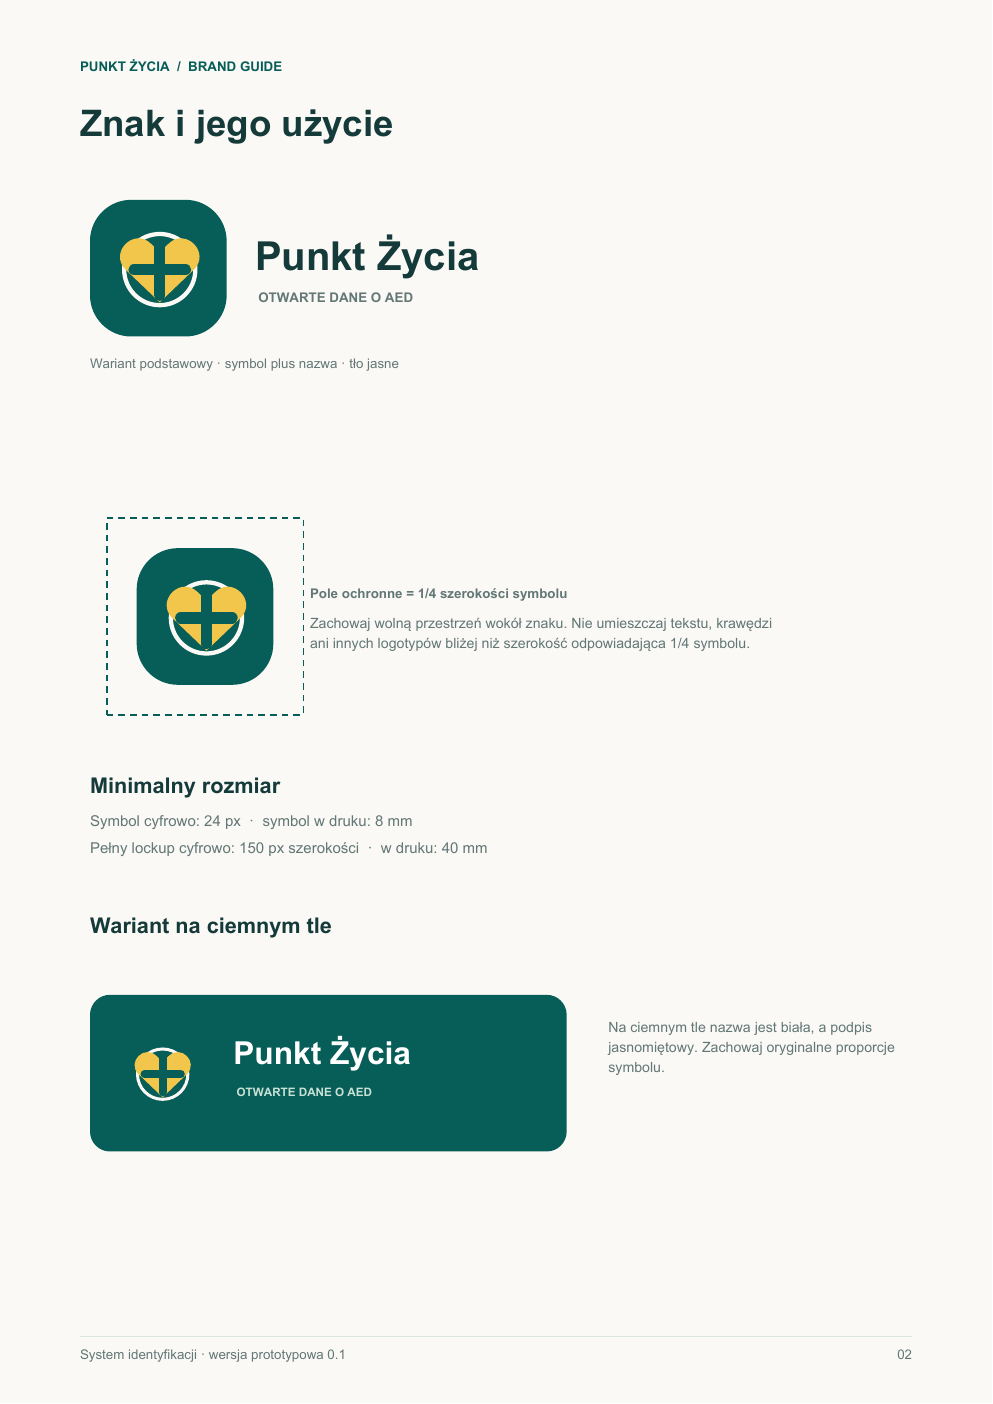 PUNKT ŻYCIA / BRAND GUIDE
Znak i jego użycie
Punkt Życia
OTWARTE DANE O AED
Wariant podstawowy · symbol plus nazwa · tło jasne
Pole ochronne = 1/4 szerokości symbolu
Zachowaj wolną przestrzeń wokół znaku. Nie umieszczaj tekstu, krawędzi
ani innych logotypów bliżej niż szerokość odpowiadająca 1/4 symbolu.
Minimalny rozmiar
Symbol cyfrowo: 24 px · symbol w druku: 8 mm
Pełny lockup cyfrowo: 150 px szerokości · w druku: 40 mm
Wariant na ciemnym tle
Punkt Życia
OTWARTE DANE O AED
Na ciemnym tle nazwa jest biała, a podpis
jasnomiętowy. Zachowaj oryginalne proporcje
symbolu.
System identyfikacji · wersja prototypowa 0.1
02